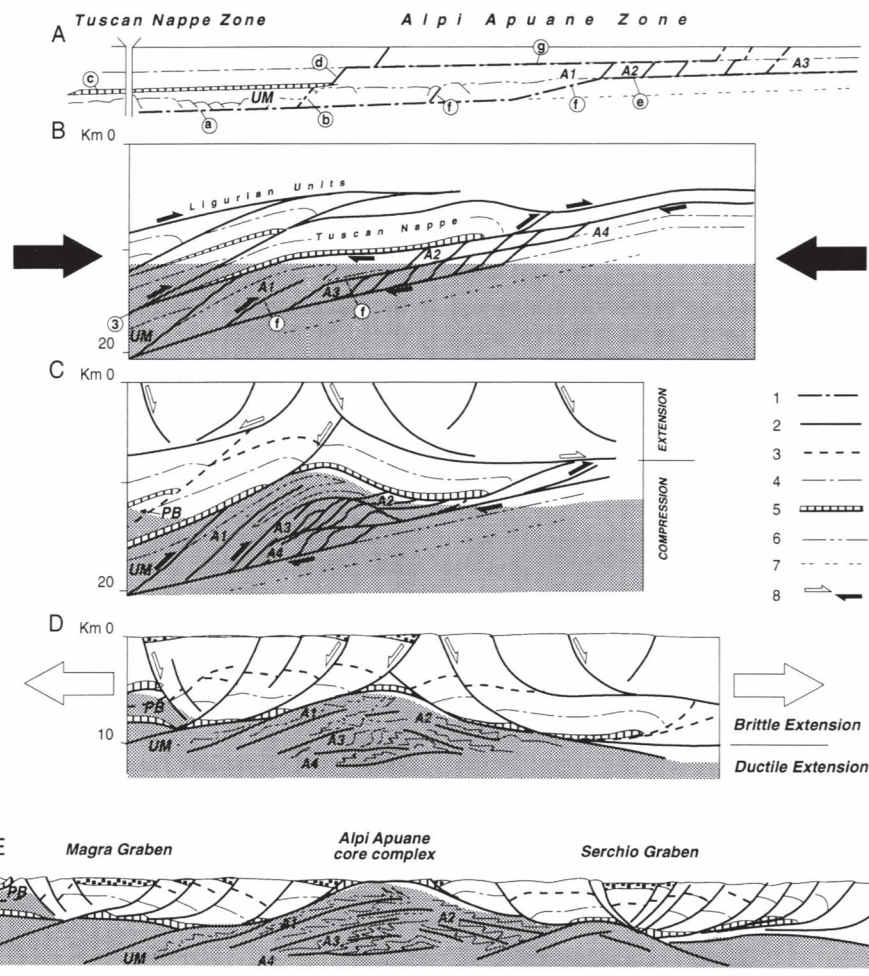 Tuscan Nappe Zone
Alpi Apuane Zone
A
c
UM
a
d
b
f
g
A1
f
A2
e
A3
B
Km 0
Ligurian Units
Tuscan Nappe
A2
A4
A1
A3
f
f
3
UM
20
C
Km 0
EXTENSION
COMPRESSION
PB
A1
A2
A3
A4
UM
20
1
2
3
4
5
6
7
8
D
Km 0
PB
A1
A2
UM
A3
A4
10
Brittle Extension
Ductile Extension
E
Magra Graben
Alpi Apuane
core complex
Serchio Graben
PB
A1
A2
A3
UM
A4